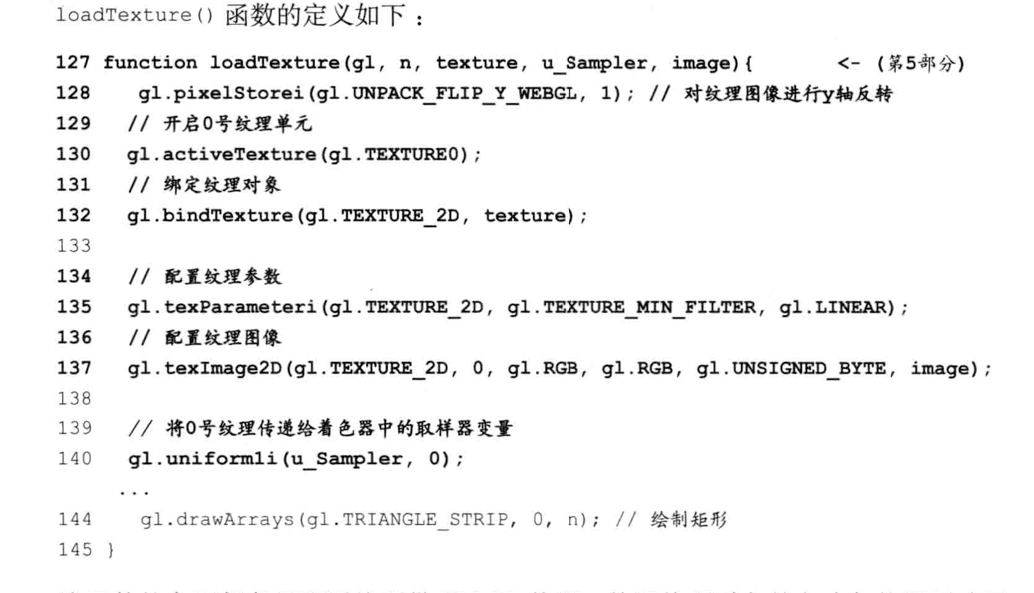 loadTexture() 函数的定义如下：
127 function loadTexture(gl, n, texture, u_Sampler, image){ <- (第5部分)
128 gl.pixelStorei(gl.UNPACK_FLIP_Y_WEBGL, 1); // 对纹理图像进行y轴反转
129 // 开启0号纹理单元
130 gl.activeTexture(gl.TEXTURE0);
131 // 绑定纹理对象
132 gl.bindTexture(gl.TEXTURE_2D, texture);
133
134 // 配置纹理参数
135 gl.texParameteri(gl.TEXTURE_2D, gl.TEXTURE_MIN_FILTER, gl.LINEAR);
136 // 配置纹理图像
137 gl.texImage2D(gl.TEXTURE_2D, 0, gl.RGB, gl.RGB, gl.UNSIGNED_BYTE, image);
138
139 // 将0号纹理传递给着色器中的取样器变量
140 gl.uniform1i(u_Sampler, 0);
...
144 gl.drawArrays(gl.TRIANGLE_STRIP, 0, n); // 绘制矩形
145 }